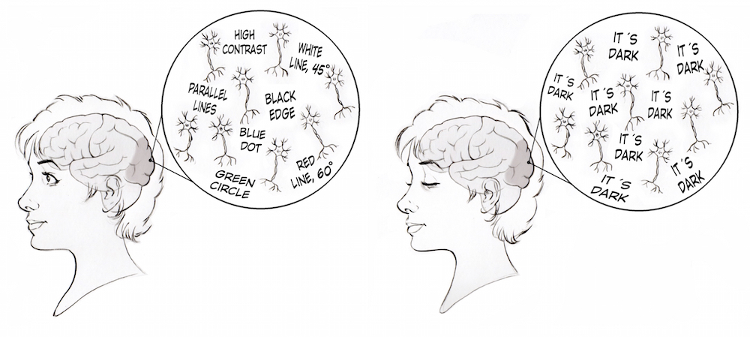 HIGH
CONTRAST
WHITE
LINE, 45°
PARALLEL
LINES
BLACK
EDGE
BLUE
DOT
RED
LINE, 60°
GREEN
CIRCLE
IT´S
DARK
IT´S
DARK
IT´S
DARK
IT´S
DARK
IT´S
DARK
IT´S
DARK
IT´S
DARK
IT´S
DARK